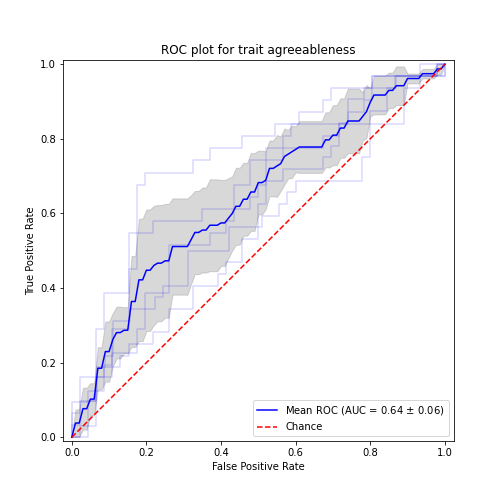 ROC plot for trait agreeableness
1.0
0.8
0.6
0.4
0.2
0.0
True Positive Rate
Mean ROC (AUC = 0.64 ± 0.06)
Chance
0.0 0.2 0.4 0.6 0.8 1.0
False Positive Rate